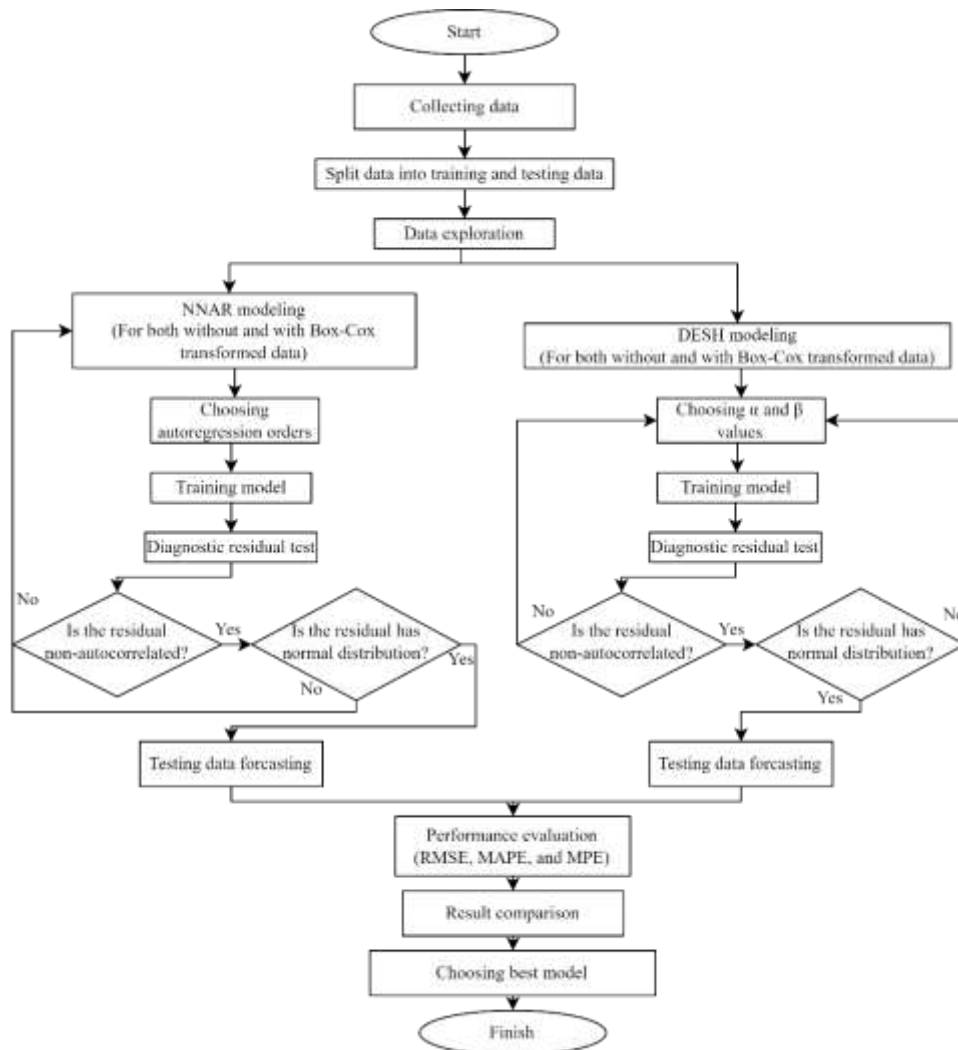 Start
Collecting data
Split data into training and testing data
Data exploration
NNAR modeling
(For both without and with Box-Cox
transformed data)
Choosing
autoregression orders
Training model
Diagnostic residual test
No
Is the residual
non-autocorrelated?
Yes
Is the residual has
normal distribution?
Yes
No
Testing data forcasting
DESH modeling
(For both without and with Box-Cox transformed data)
Choosing α and β
values
Training model
Diagnostic residual test
No
Is the residual
non-autocorrelated?
Yes
Is the residual has
normal distribution?
No
Yes
Testing data forcasting
Performance evaluation
(RMSE, MAPE, and MPE)
Result comparison
Choosing best model
Finish